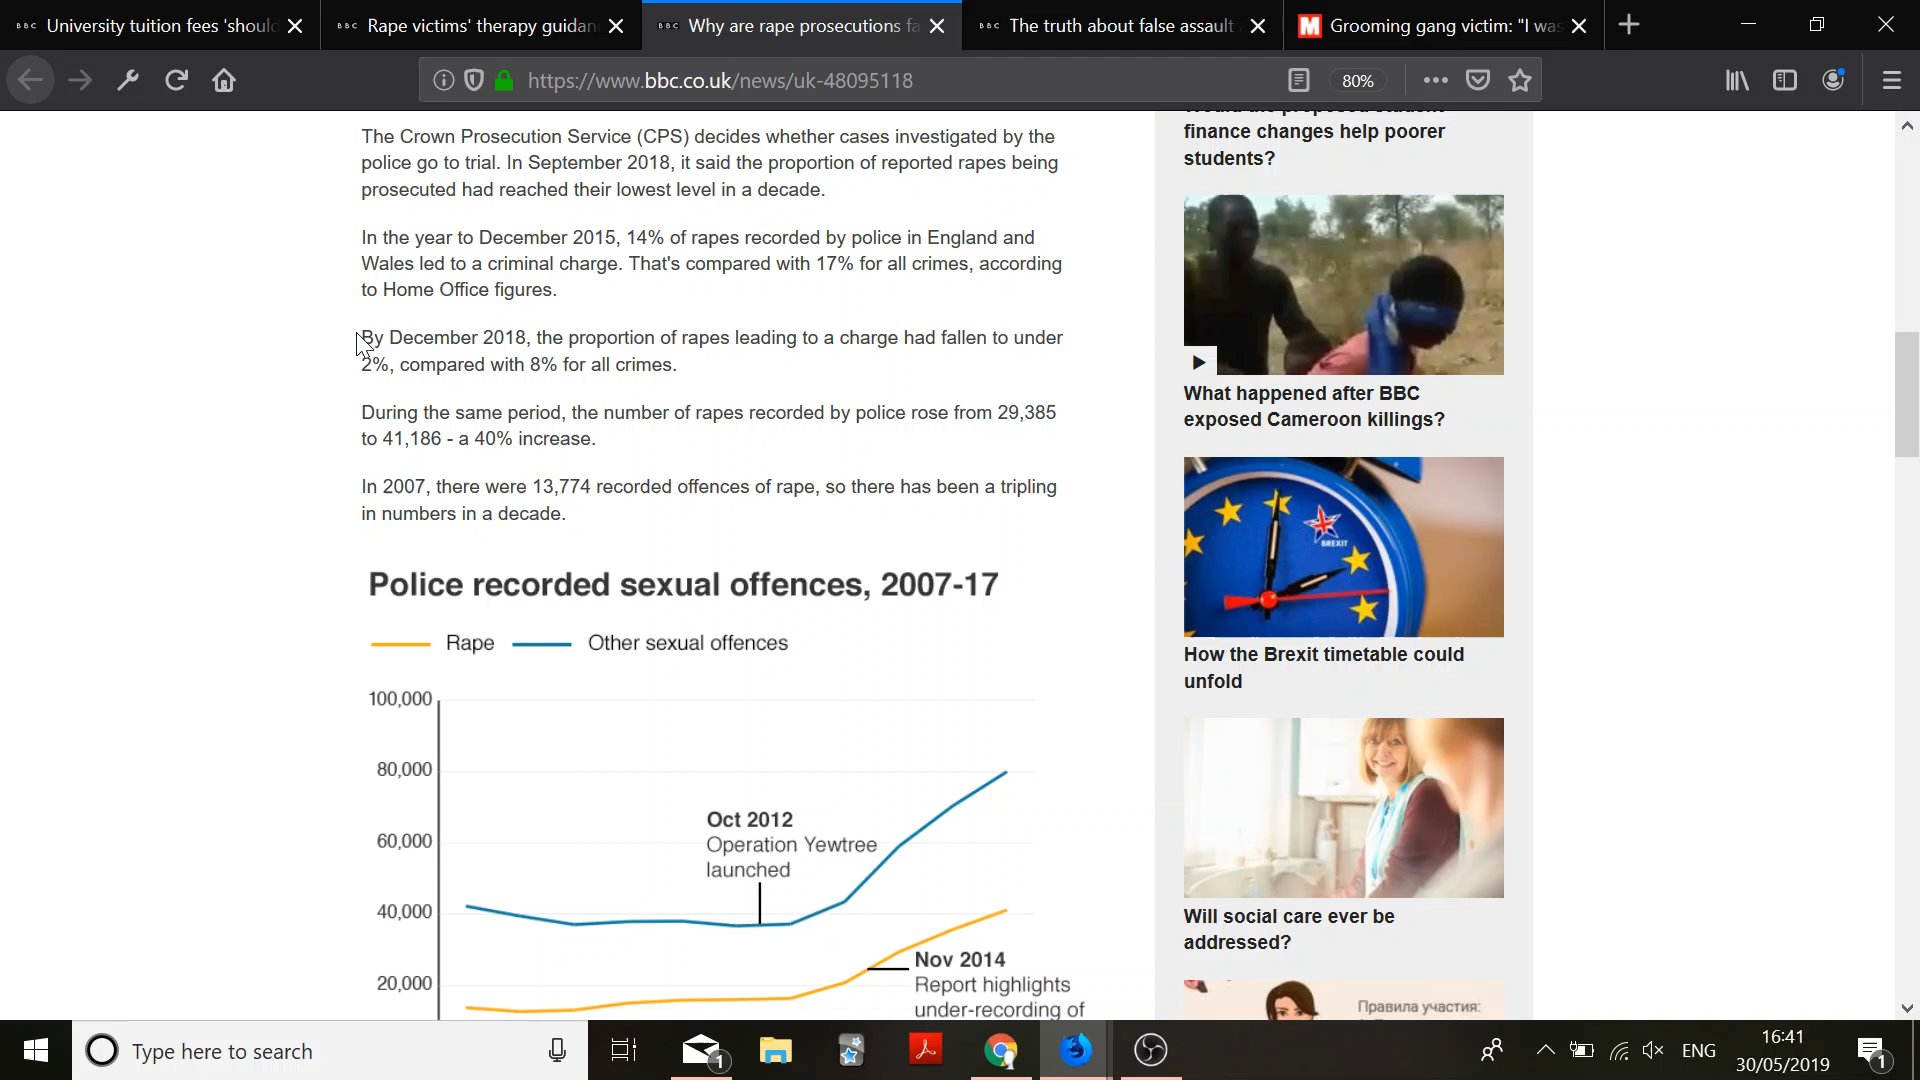 BBC University tuition fees 'should
BBC Rape victims' therapy guidan
BBC Why are rape prosecutions fa
BBC The truth about false assault
M Grooming gang victim: "I was
https://www.bbc.co.uk/news/uk-48095118
80%
The Crown Prosecution Service (CPS) decides whether cases investigated by the
police go to trial. In September 2018, it said the proportion of reported rapes being
prosecuted had reached their lowest level in a decade.
In the year to December 2015, 14% of rapes recorded by police in England and
Wales led to a criminal charge. That's compared with 17% for all crimes, according
to Home Office figures.
By December 2018, the proportion of rapes leading to a charge had fallen to under
2%, compared with 8% for all crimes.
During the same period, the number of rapes recorded by police rose from 29,385
to 41,186 - a 40% increase.
In 2007, there were 13,774 recorded offences of rape, so there has been a tripling
in numbers in a decade.
Police recorded sexual offences, 2007-17
Rape Other sexual offences
100,000
80,000
60,000
40,000
20,000
Oct 2012
Operation Yewtree
launched
Nov 2014
Report highlights
under-recording of
finance changes help poorer
students?
What happened after BBC
exposed Cameroon killings?
BREXIT
How the Brexit timetable could
unfold
Will social care ever be
addressed?
Правила участия:
Type here to search
1
ENG
16:41
30/05/2019
1